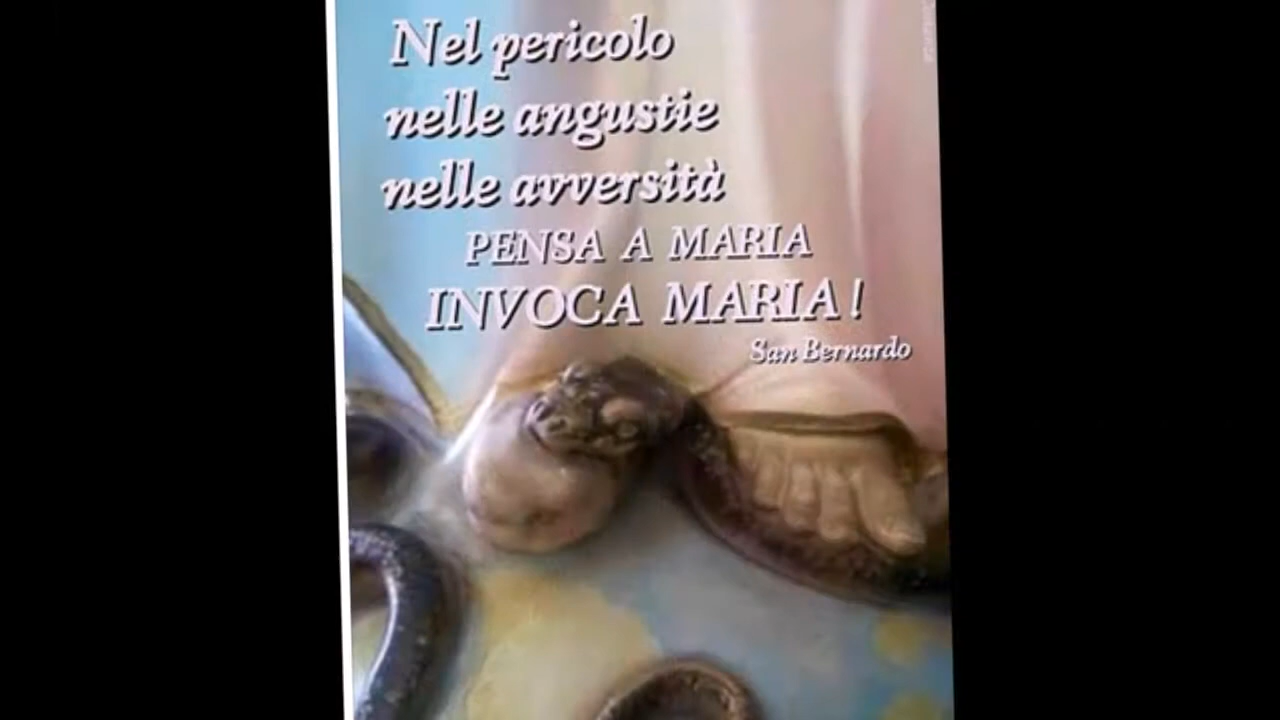 Nel pericolo
nelle angustie
nelle avversità
PENSA A MARIA
INVOCA MARIA!
San Bernardo